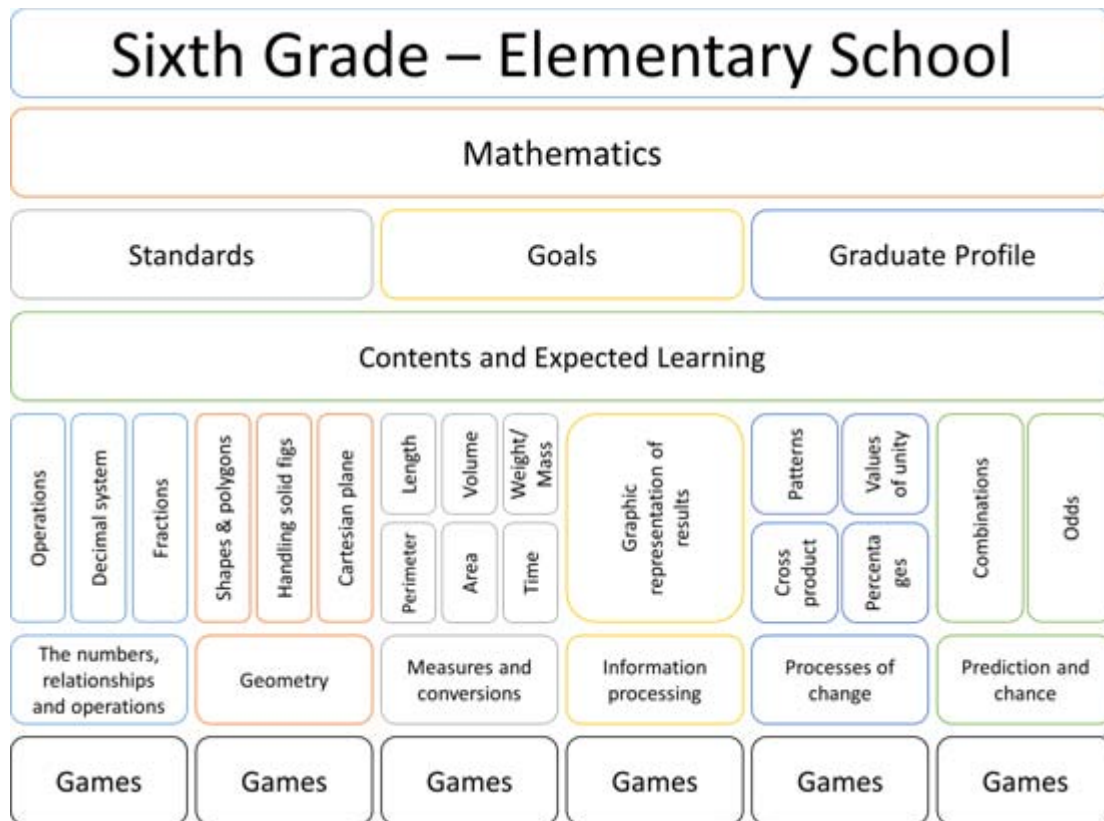 Sixth Grade – Elementary School
Mathematics
Standards
Goals
Graduate Profile
Contents and Expected Learning
Operations
Decimal system
Fractions
Shapes & polygons
Handling solid figs
Cartesian plane
Length
Volume
Weight/
Mass
Perimeter
Area
Time
Graphic
representation of
results
Patterns
Values
of unity
Cross
product
Percenta
ges
Combinations
Odds
The numbers,
relationships
and operations
Geometry
Measures and
conversions
Information
processing
Processes of
change
Prediction and
chance
Games
Games
Games
Games
Games
Games